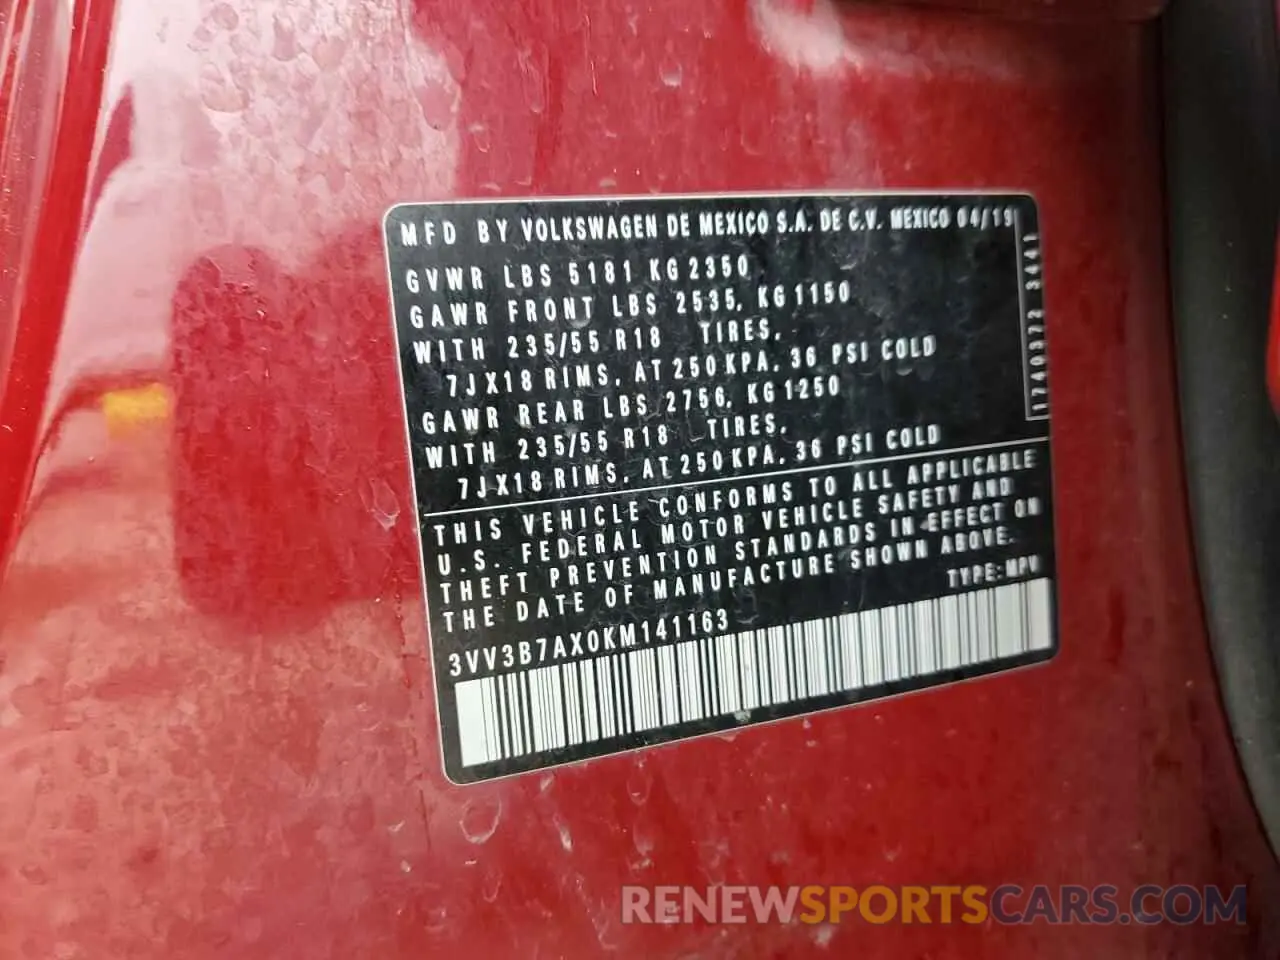 MFD BY VOLKSWAGEN DE MEXICO S.A. DE C.V. MEXICO 04/19
GVWR LBS 5181 KG 2350
GAWR FRONT LBS 2535, KG 1150
WITH 235/55 R18 TIRES,
7JX18 RIMS, AT 250 KPA, 36 PSI COLD
GAWR REAR LBS 2756, KG 1250
WITH 235/55 R18 TIRES,
7JX18 RIMS, AT 250 KPA, 36 PSI COLD
1740372 3441
THIS VEHICLE CONFORMS TO ALL APPLICABLE
U.S. FEDERAL MOTOR VEHICLE SAFETY AND
THEFT PREVENTION STANDARDS IN EFFECT ON
THE DATE OF MANUFACTURE SHOWN ABOVE.
TYPE: MPV
3VV3B7AX0KM141163
RENEWSPORTSCARS.COM